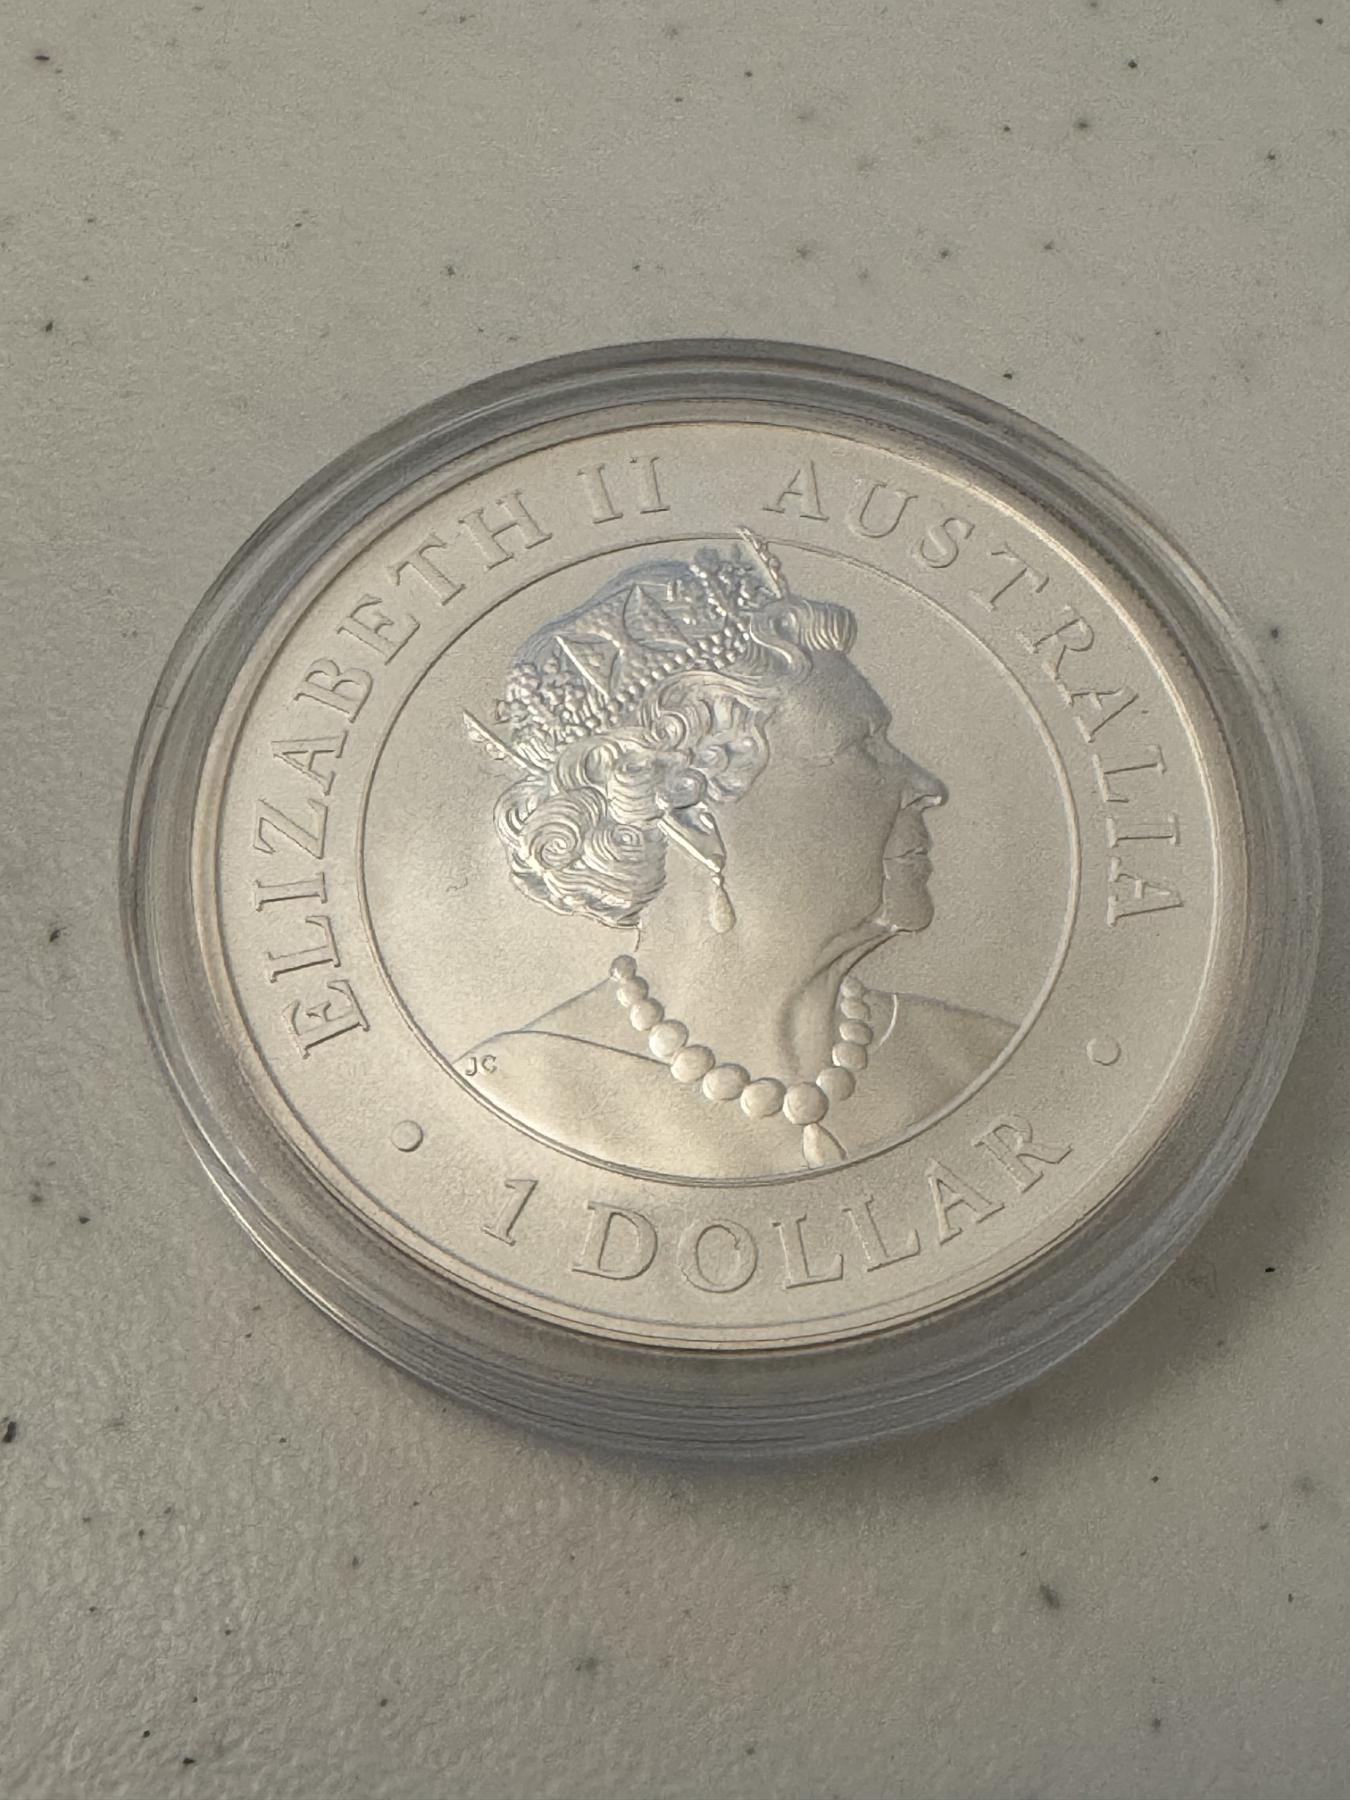 ELIZABETH II AUSTRALIA
JC
1 DOLLAR